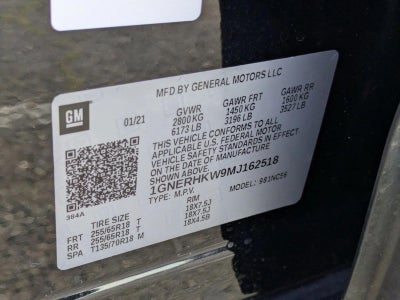 MFD BY GENERAL MOTORS LLC
GM
01/21
GVWR GAWR FRT GAWR RR
2800 KG 1450 KG 1600 KG
6173 LB 3196 LB 3527 LB
THIS VEHICLE CONFORMS TO ALL
APPLICABLE U.S. FEDERAL MOTOR
VEHICLE SAFETY STANDARDS IN EFFECT
ON THE DATE OF MANUFACTURE
1GNERHKW9MJ162518
TYPE: M.P.V. MODEL: 981NC56
384A
TIRE SIZE RIM
FRT 255/65R18 T 18X7.5J
RR 255/65R18 T 18X7.5J
SPA T135/70R18 M 18X4.5B